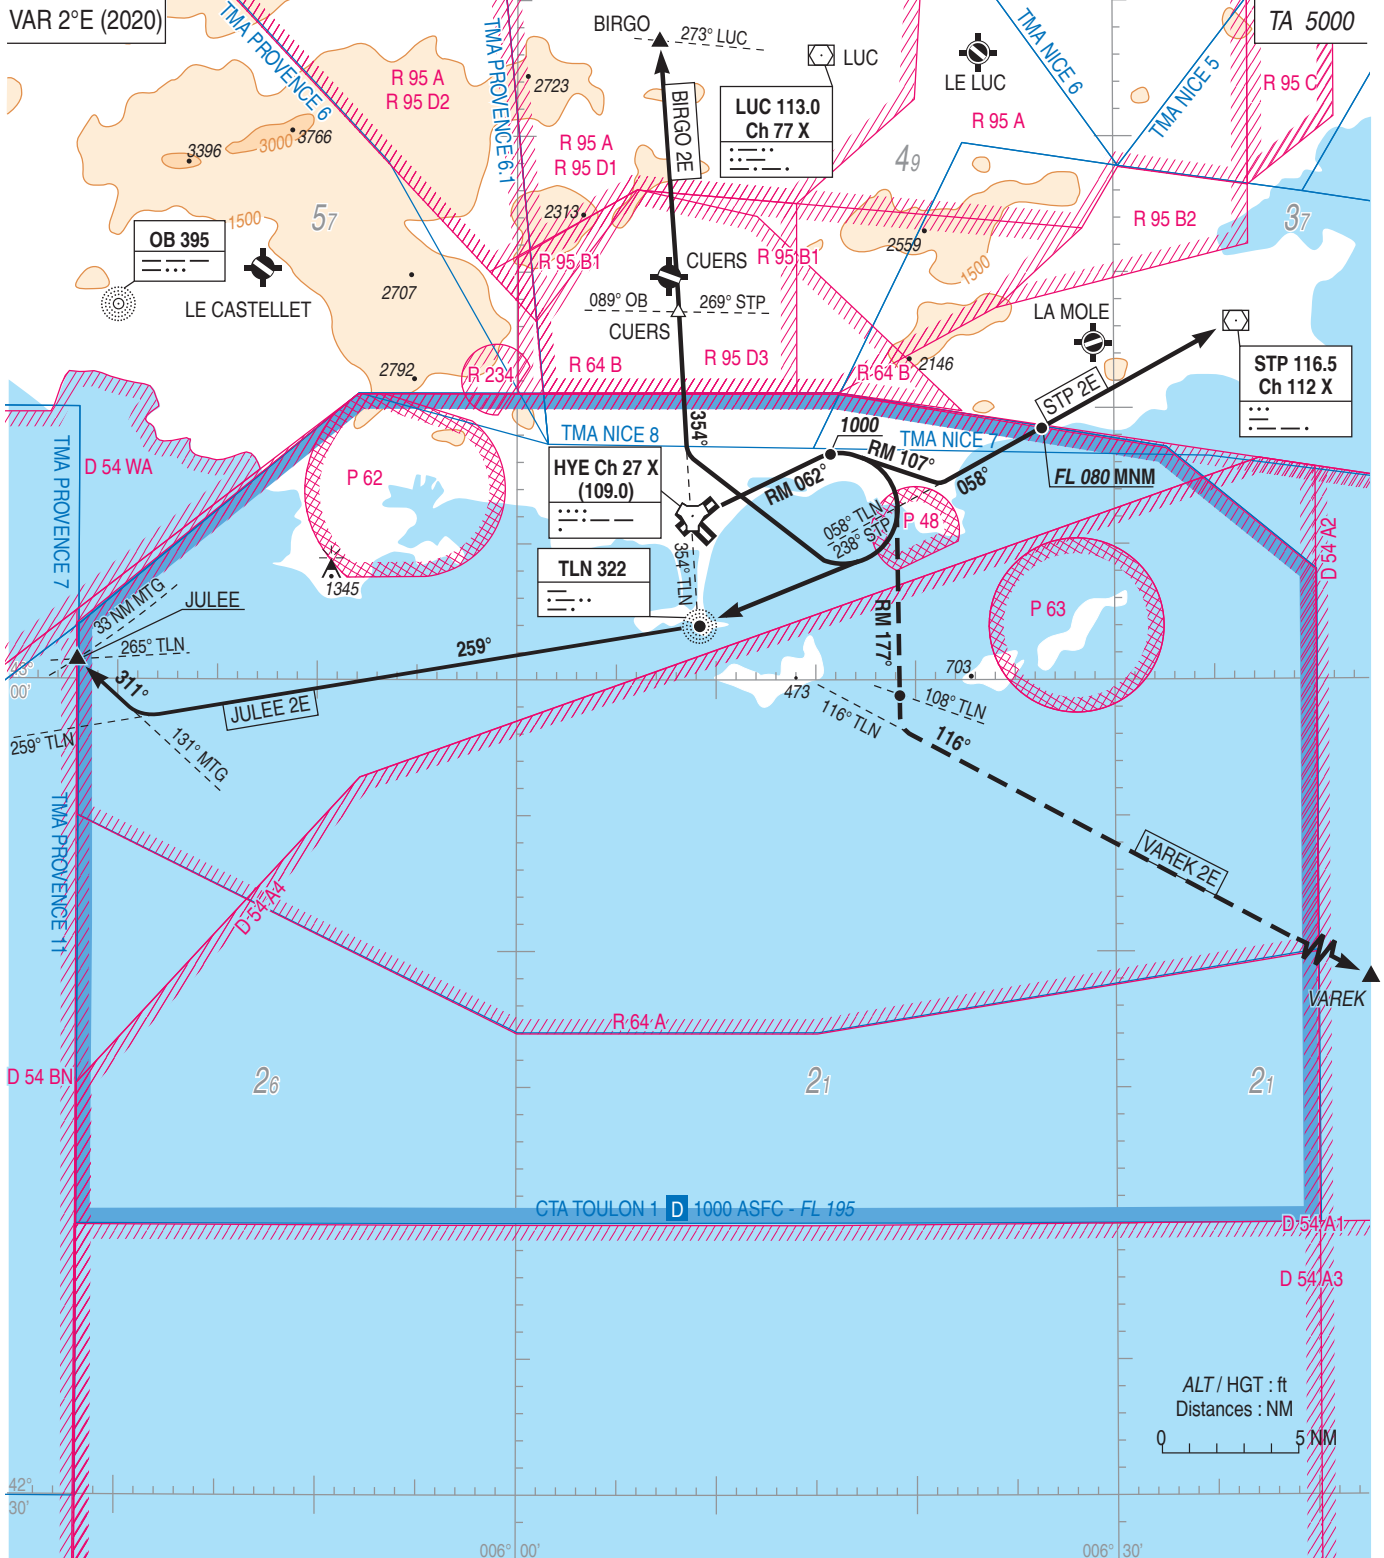 VAR 2°E (2020)
TA 5000
BIRGO
273° LUC
LUC
LE LUC
TMA NICE 6
TMA NICE 5
R 95 C
TMA PROVENCE 6
TMA PROVENCE 6.1
R 95 A
R 95 D2
2723
LUC 113.0
Ch 77 X
R 95 A
BIRGO 2E
3766
3396
3000
R 95 A
R 95 D1
49
57
1500
2313
2559
R 95 B2
37
OB 395
R 95 B1
CUERS
R 95 B1
1500
LE CASTELLET
2707
089° OB
269° STP
CUERS
LA MOLE
2792
R 234
R 64 B
R 95 D3
R 64 B
2146
STP 116.5
Ch 112 X
STP 2E
354°
TMA NICE 8
1000
TMA NICE 7
RM 107°
TMA PROVENCE 7
D 54 WA
P 62
HYE Ch 27 X
(109.0)
RM 062°
058°
FL 080 MNM
058° TLN
238° STP
P 48
D 54 A2
354° TLN
TLN 322
1345
33 NM MTG
JULEE
265° TLN
259°
RM 177°
P 63
43°
00'
311°
JULEE 2E
473
703
108° TLN
116° TLN
116°
259° TLN
131° MTG
TMA PROVENCE 11
VAREK 2E
D 54 A4
VAREK
R 64 A
D 54 BN
26
21
21
CTA TOULON 1 D 1000 ASFC - FL 195
D 54 A1
D 54 A3
ALT / HGT : ft
Distances : NM
0 5 NM
42°
30'
006° 00'
006° 30'